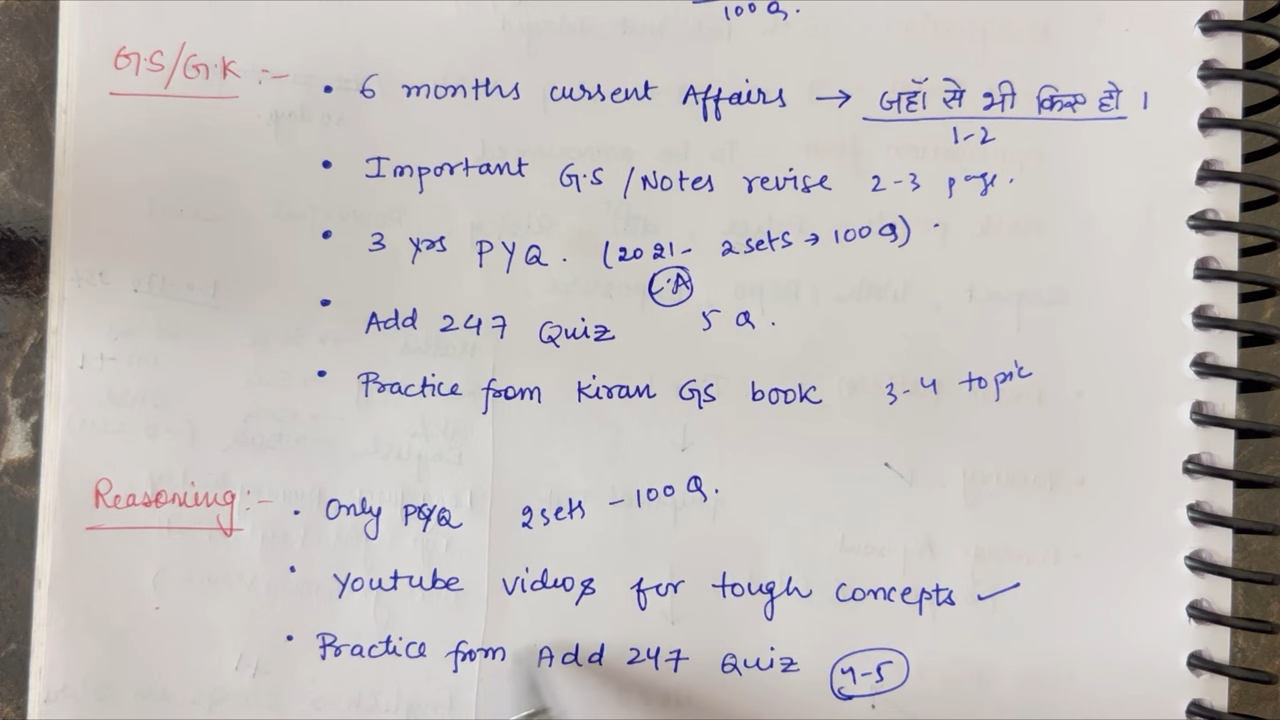 100 Q.
G.S/G.K :-
• 6 months current Affairs → जहाँ से भी किए हो ।
1-2
• Important G.S/Notes revise 2-3 page.
• 3 yrs PYQ. (2021- 2 sets → 100 Q).
C.A
• Add 247 Quiz 5 Q.
• Practice from Kiran GS book 3-4 topic
Reasoning :- • Only PYQ 2 sets - 100 Q.
• Youtube videos for tough concepts ✓
• Practice from Add 247 Quiz 4-5